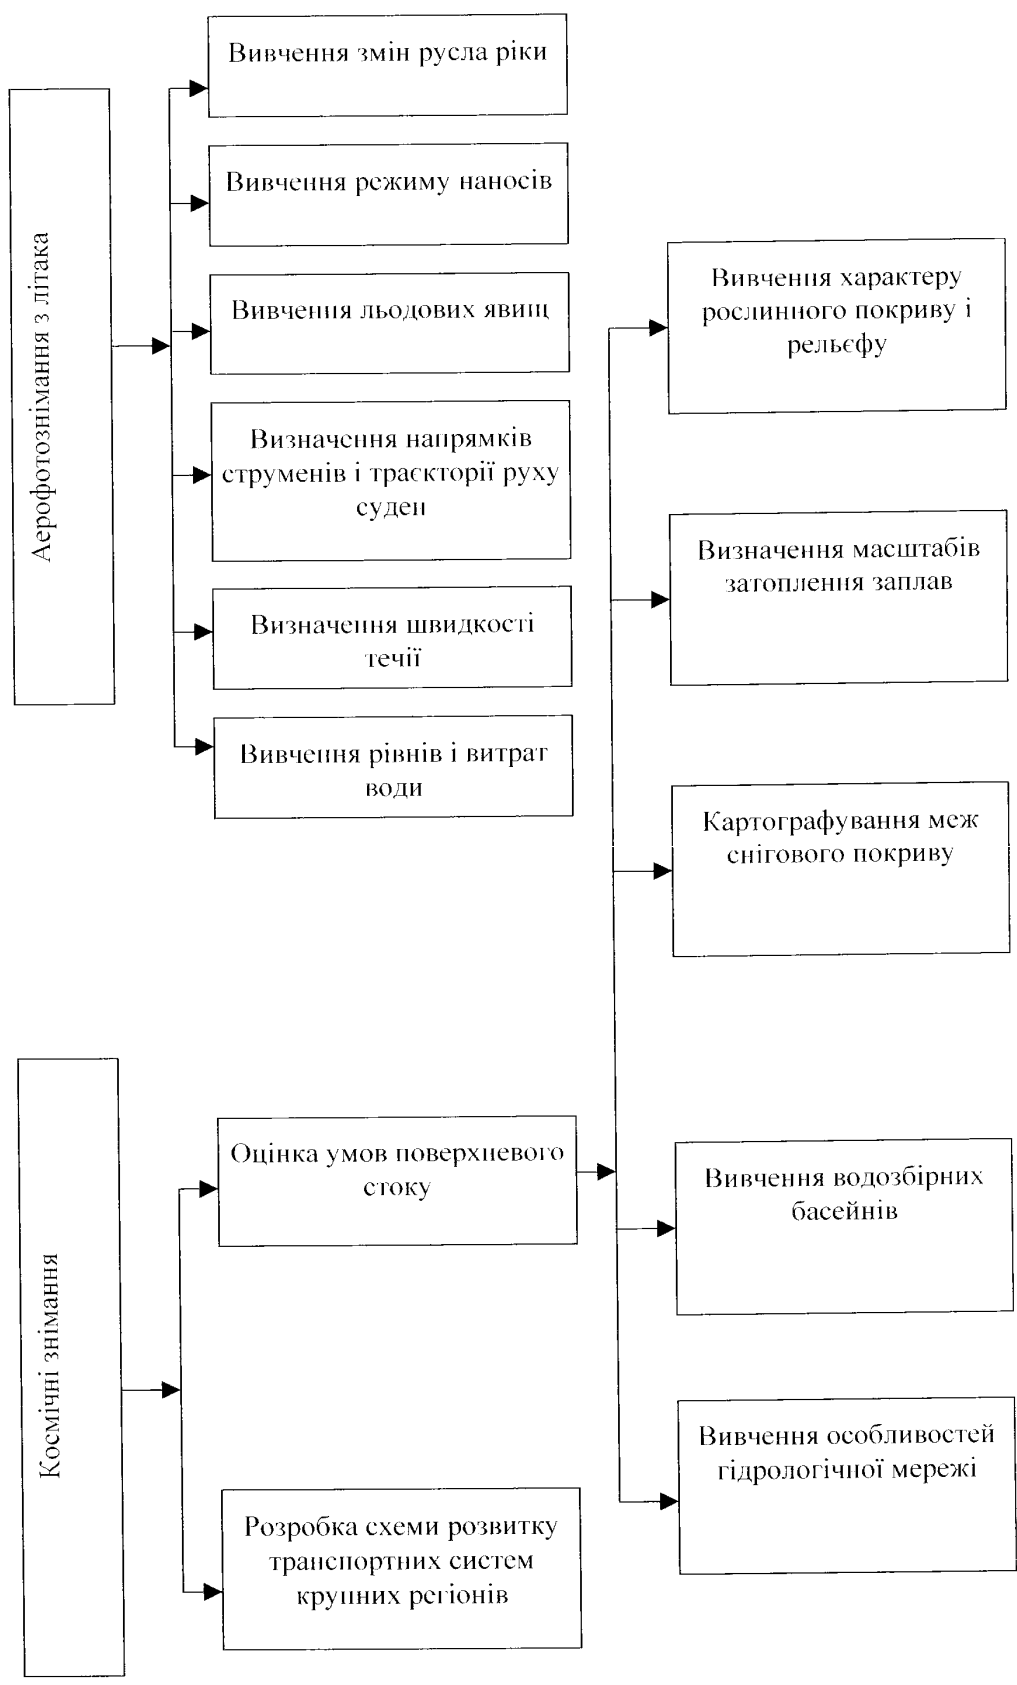 Аерофотознімання з літака
Вивчення змін русла ріки
Вивчення режиму наносів
Вивчення льодових явищ
Визначення напрямків
струменів і траєкторії руху
суден
Визначення швидкості
течії
Вивчення рівнів і витрат
води
Космічні знімання
Оцінка умов поверхневого
стоку
Розробка схеми розвитку
транспортних систем
крупних регіонів
Вивчення характеру
рослинного покриву і
рельєфу
Визначення масштабів
затоплення заплав
Картографування меж
снігового покриву
Вивчення водозбірних
басейнів
Вивчення особливостей
гідрологічної мережі